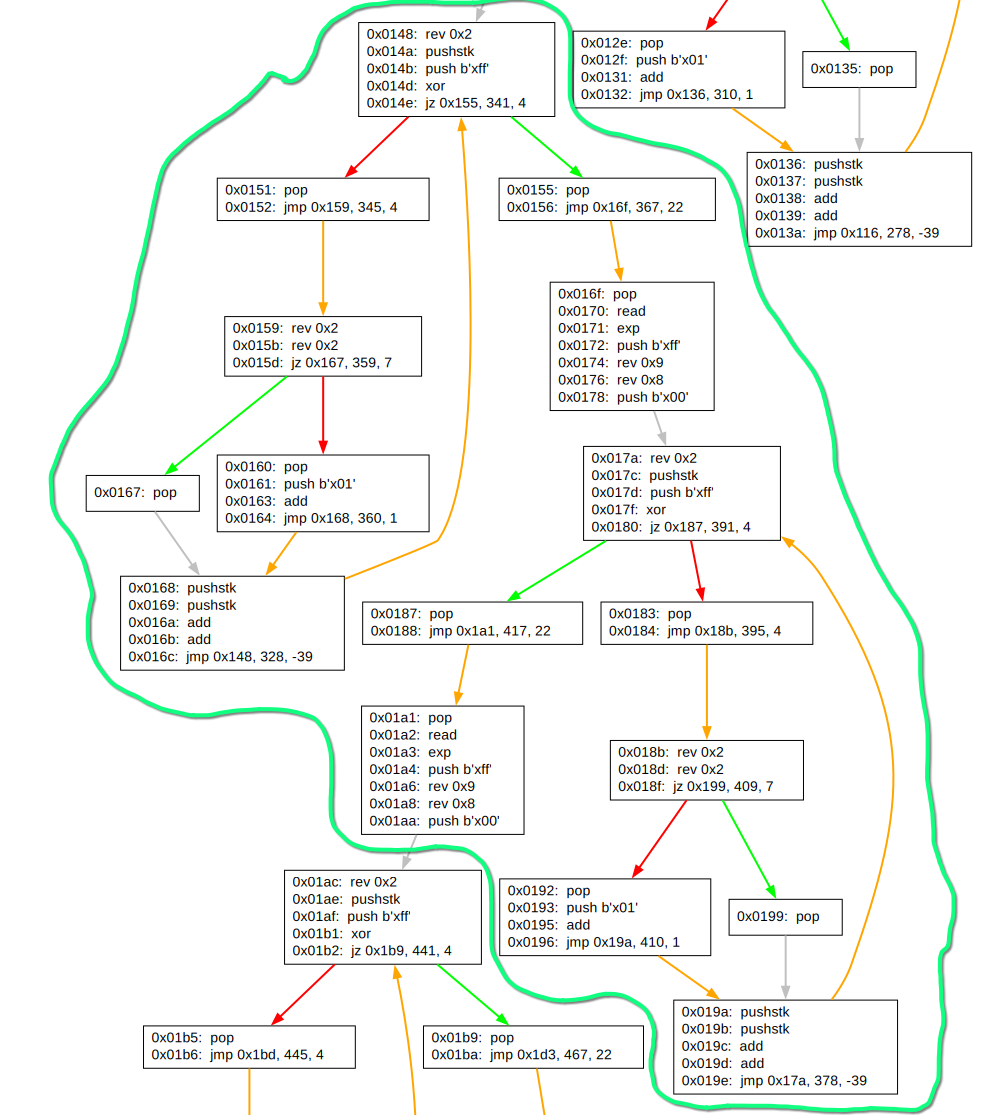 0x0148: rev 0x2
0x014a: pushstk
0x014b: push b'xff'
0x014d: xor
0x014e: jz 0x155, 341, 4
0x012e: pop
0x012f: push b'x01'
0x0131: add
0x0132: jmp 0x136, 310, 1
0x0135: pop
0x0136: pushstk
0x0137: pushstk
0x0138: add
0x0139: add
0x013a: jmp 0x116, 278, -39
0x0151: pop
0x0152: jmp 0x159, 345, 4
0x0155: pop
0x0156: jmp 0x16f, 367, 22
0x016f: pop
0x0170: read
0x0171: exp
0x0172: push b'xff'
0x0174: rev 0x9
0x0176: rev 0x8
0x0178: push b'x00'
0x0159: rev 0x2
0x015b: rev 0x2
0x015d: jz 0x167, 359, 7
0x0167: pop
0x0160: pop
0x0161: push b'x01'
0x0163: add
0x0164: jmp 0x168, 360, 1
0x017a: rev 0x2
0x017c: pushstk
0x017d: push b'xff'
0x017f: xor
0x0180: jz 0x187, 391, 4
0x0168: pushstk
0x0169: pushstk
0x016a: add
0x016b: add
0x016c: jmp 0x148, 328, -39
0x0187: pop
0x0188: jmp 0x1a1, 417, 22
0x0183: pop
0x0184: jmp 0x18b, 395, 4
0x01a1: pop
0x01a2: read
0x01a3: exp
0x01a4: push b'xff'
0x01a6: rev 0x9
0x01a8: rev 0x8
0x01aa: push b'x00'
0x018b: rev 0x2
0x018d: rev 0x2
0x018f: jz 0x199, 409, 7
0x01ac: rev 0x2
0x01ae: pushstk
0x01af: push b'xff'
0x01b1: xor
0x01b2: jz 0x1b9, 441, 4
0x0192: pop
0x0193: push b'x01'
0x0195: add
0x0196: jmp 0x19a, 410, 1
0x0199: pop
0x019a: pushstk
0x019b: pushstk
0x019c: add
0x019d: add
0x019e: jmp 0x17a, 378, -39
0x01b5: pop
0x01b6: jmp 0x1bd, 445, 4
0x01b9: pop
0x01ba: jmp 0x1d3, 467, 22